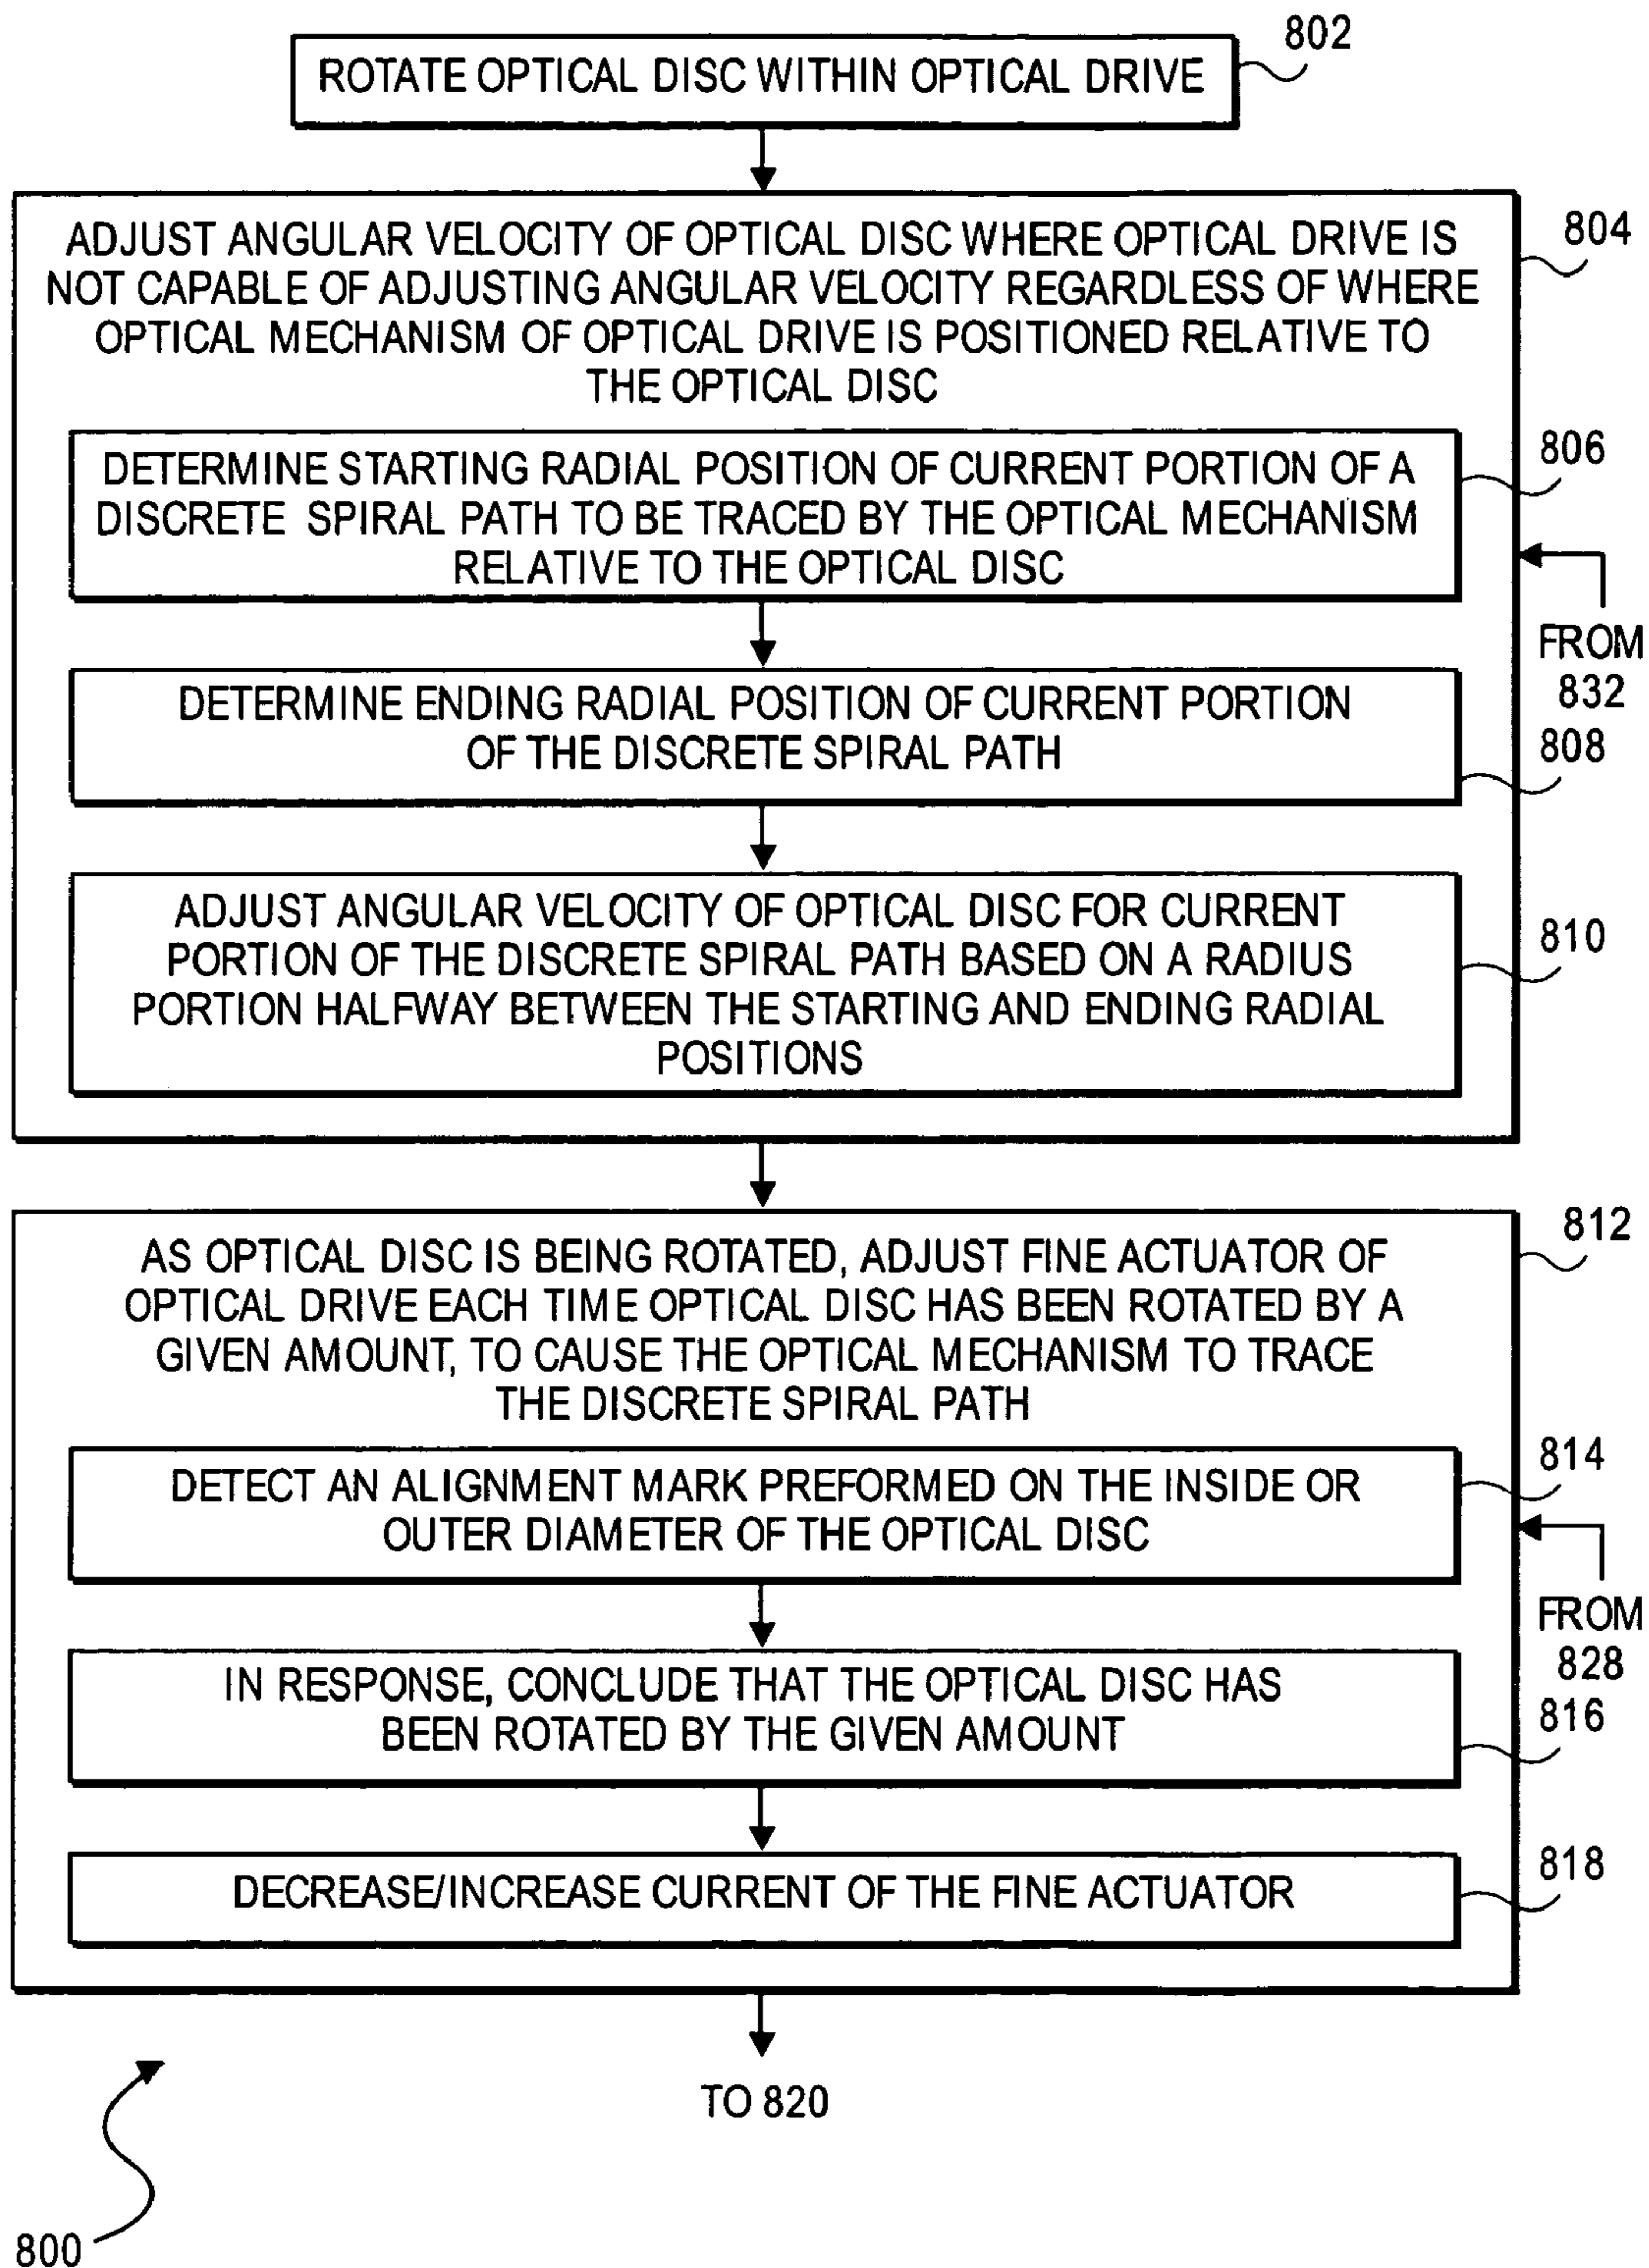 802
ROTATE OPTICAL DISC WITHIN OPTICAL DRIVE
804
ADJUST ANGULAR VELOCITY OF OPTICAL DISC WHERE OPTICAL DRIVE IS
NOT CAPABLE OF ADJUSTING ANGULAR VELOCITY REGARDLESS OF WHERE
OPTICAL MECHANISM OF OPTICAL DRIVE IS POSITIONED RELATIVE TO
THE OPTICAL DISC
806
DETERMINE STARTING RADIAL POSITION OF CURRENT PORTION OF A
DISCRETE SPIRAL PATH TO BE TRACED BY THE OPTICAL MECHANISM
RELATIVE TO THE OPTICAL DISC
FROM
832
DETERMINE ENDING RADIAL POSITION OF CURRENT PORTION
OF THE DISCRETE SPIRAL PATH
808
ADJUST ANGULAR VELOCITY OF OPTICAL DISC FOR CURRENT
PORTION OF THE DISCRETE SPIRAL PATH BASED ON A RADIUS
PORTION HALFWAY BETWEEN THE STARTING AND ENDING RADIAL
POSITIONS
810
812
AS OPTICAL DISC IS BEING ROTATED, ADJUST FINE ACTUATOR OF
OPTICAL DRIVE EACH TIME OPTICAL DISC HAS BEEN ROTATED BY A
GIVEN AMOUNT, TO CAUSE THE OPTICAL MECHANISM TO TRACE
THE DISCRETE SPIRAL PATH
814
DETECT AN ALIGNMENT MARK PREFORMED ON THE INSIDE OR
OUTER DIAMETER OF THE OPTICAL DISC
FROM
828
IN RESPONSE, CONCLUDE THAT THE OPTICAL DISC HAS
BEEN ROTATED BY THE GIVEN AMOUNT
816
818
DECREASE/INCREASE CURRENT OF THE FINE ACTUATOR
TO 820
800